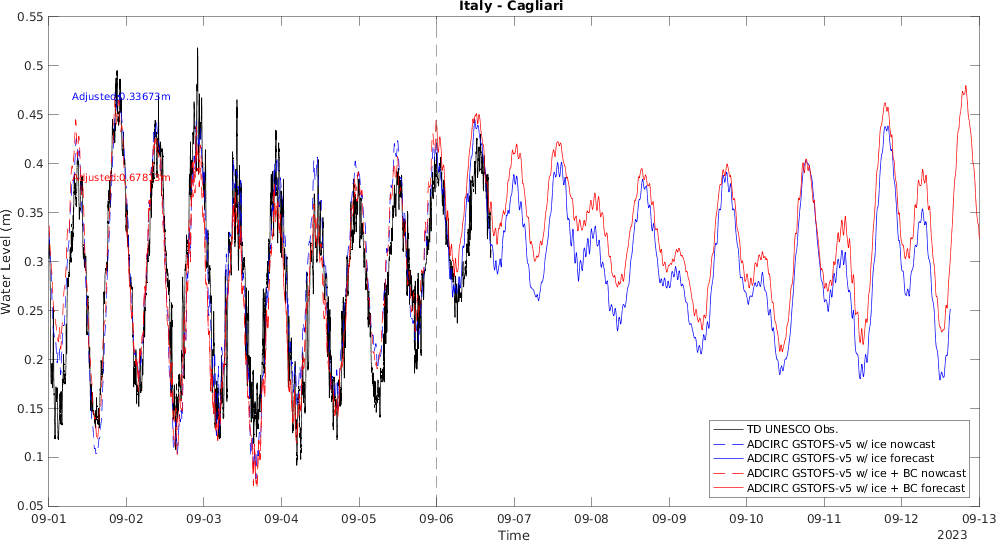 Italy - Cagliari
0.55
0.5
0.45
0.4
0.35
0.3
0.25
0.2
0.15
0.1
0.05
Water Level (m)
Adjusted:0.33673m
09-01 09-02 09-03 09-04 09-05 09-06 09-07 09-08 09-09 09-10 09-11 09-12 09-13
Time
2023
TD UNESCO Obs.
ADCIRC GSTOFS-v5 w/ ice nowcast
ADCIRC GSTOFS-v5 w/ ice forecast
ADCIRC GSTOFS-v5 w/ ice + BC nowcast
ADCIRC GSTOFS-v5 w/ ice + BC forecast